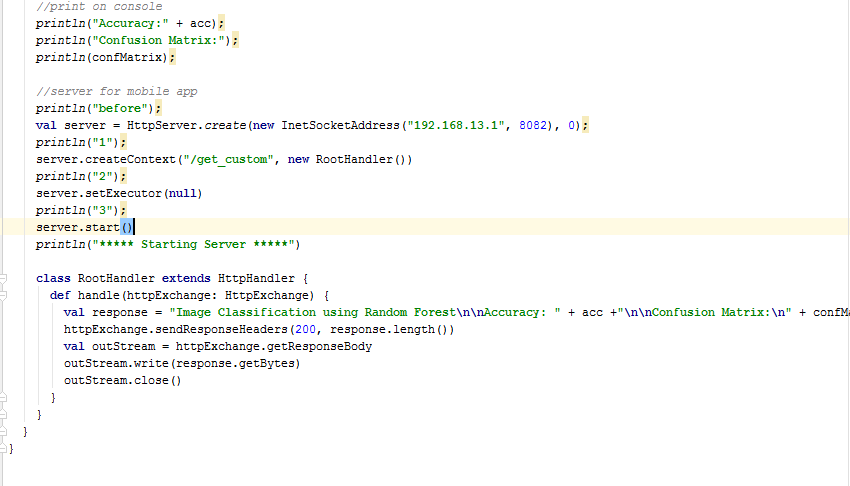 //print on console
println("Accuracy:" + acc);
println("Confusion Matrix:");
println(confMatrix);
//server for mobile app
println("before");
val server = HttpServer.create(new InetSocketAddress("192.168.13.1", 8082), 0);
println("1");
server.createContext("/get_custom", new RootHandler())
println("2");
server.setExecutor(null)
println("3");
server.start()
println("***** Starting Server *****")
class RootHandler extends HttpHandler {
def handle(httpExchange: HttpExchange) {
val response = "Image Classification using Random Forest\n\nAccuracy: " + acc +"\n\nConfusion Matrix:\n" + confMa
httpExchange.sendResponseHeaders(200, response.length())
val outStream = httpExchange.getResponseBody
outStream.write(response.getBytes)
outStream.close()
}
}
}
}